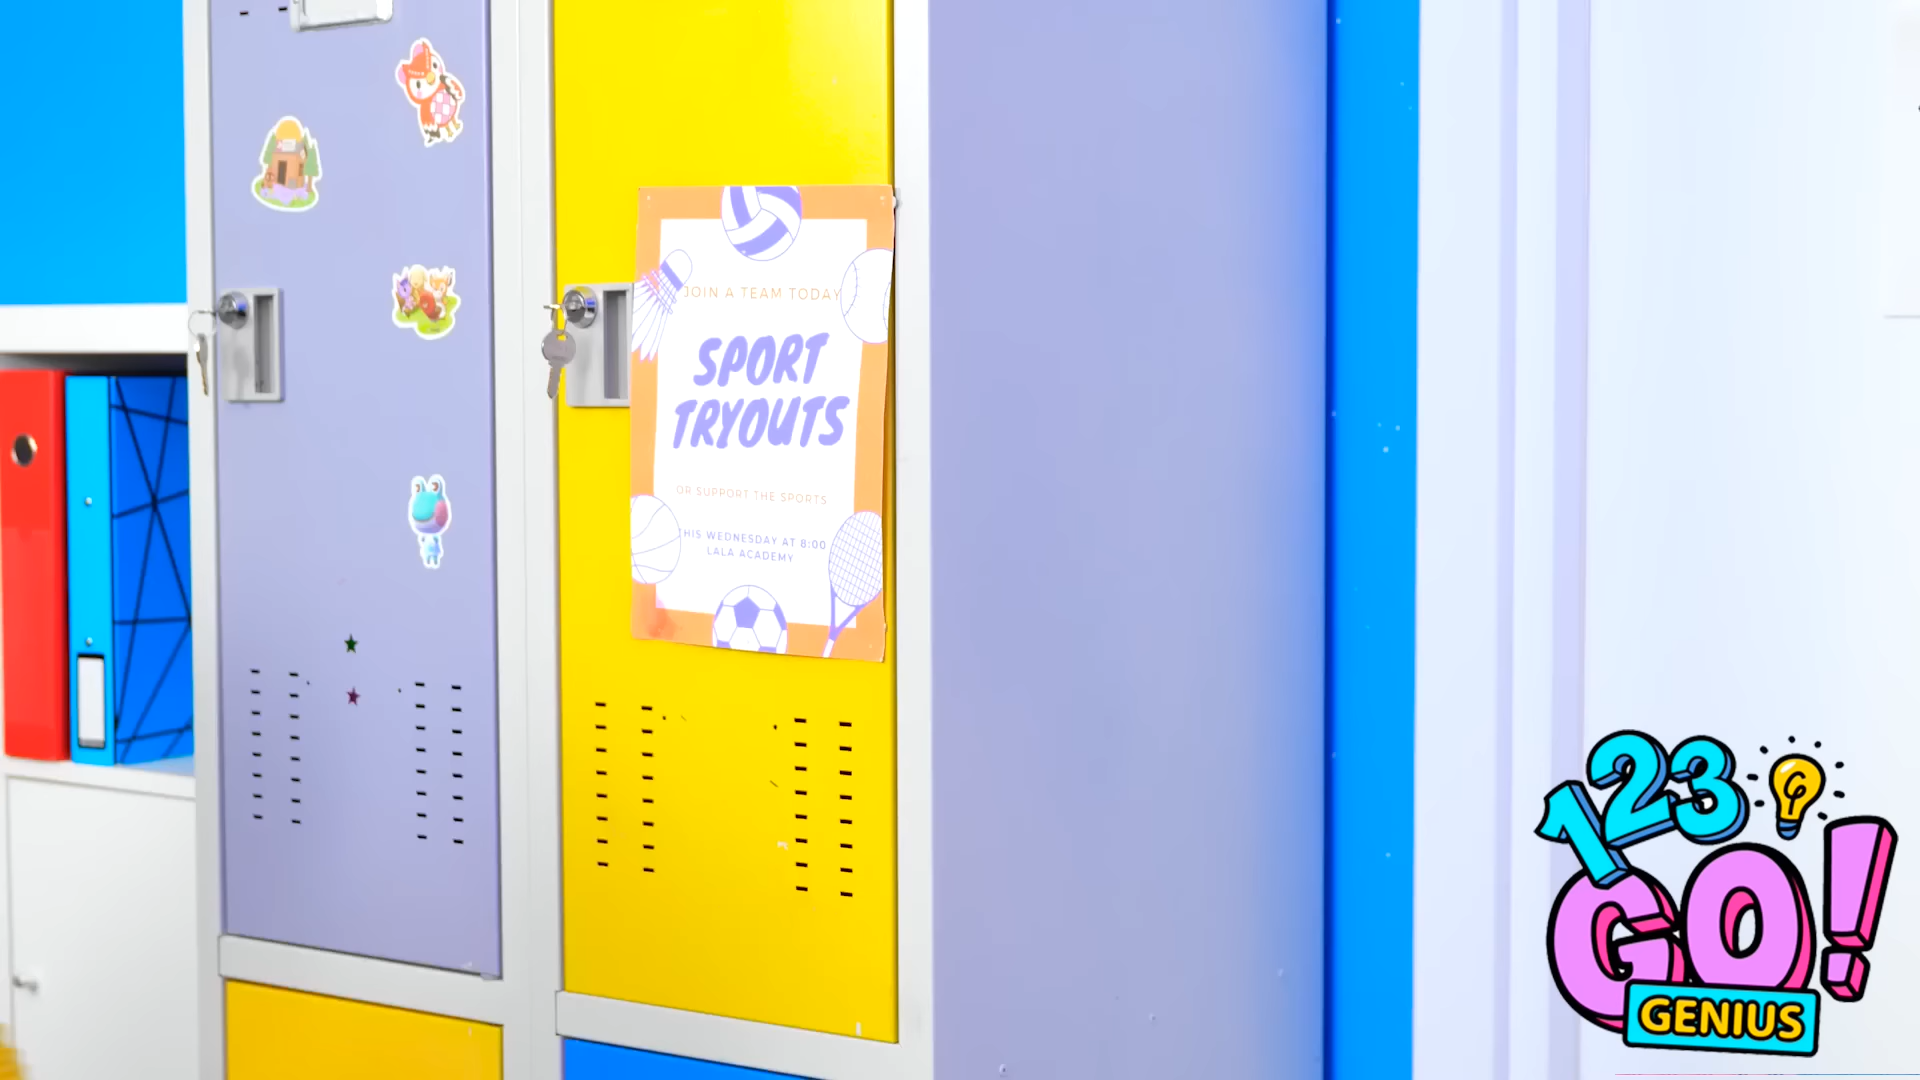 JOIN A TEAM TODAY
SPORT
TRYOUTS
OR SUPPORT THE SPORTS
THIS WEDNESDAY AT 8:00
LALA ACADEMY
123
GO!
GENIUS